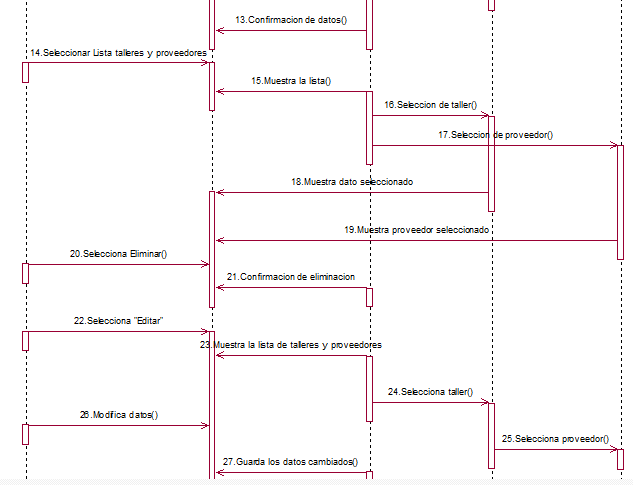 13.Confirmacion de datos()
14.Seleccionar Lista talleres y proveedores
15.Muestra la lista()
16.Seleccion de taller()
17.Seleccion de proveedor()
18.Muestra dato seleccionado
19.Muestra proveedor seleccionado
20.Selecciona Eliminar()
21.Confirmacion de eliminacion
22.Selecciona "Editar"
23.Muestra la lista de talleres y proveedores
24.Selecciona taller()
26.Modifica datos()
25.Selecciona proveedor()
27.Guarda los datos cambiados()